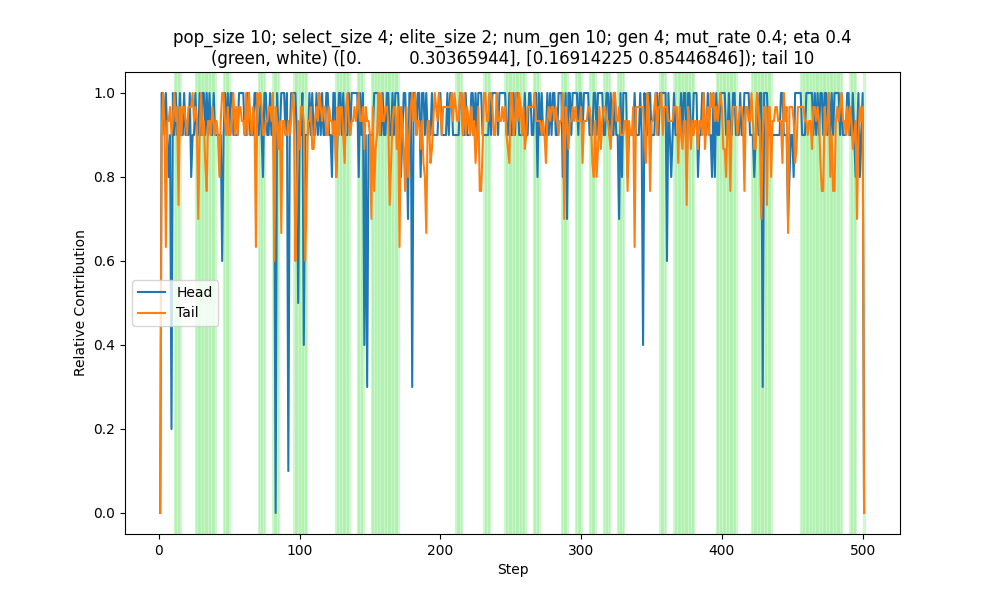 pop_size 10; select_size 4; elite_size 2; num_gen 10; gen 4; mut_rate 0.4; eta 0.4
(green, white) ([0.         0.30365944], [0.16914225 0.85446846]); tail 10
1.0
0.8
0.6
0.4
0.2
0.0
Relative Contribution
Head
Tail
0
100
200
300
400
500
Step